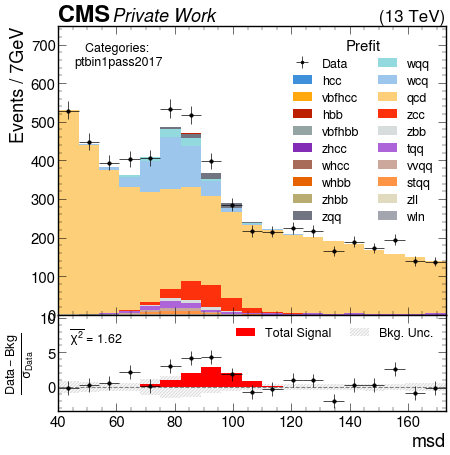 CMS Private Work (13 TeV)
Events / 7GeV
Categories:
ptbin1pass2017
Prefit
Data
hcc
vbfhcc
hbb
vbfhbb
zhcc
whcc
whbb
zhbb
zqq
wqq
wcq
qcd
zcc
zbb
tqq
vvqq
stqq
zll
wln
700
600
500
400
300
200
100
0
Data − Bkg
σData
χ² = 1.62
Total Signal
Bkg. Unc.
10
5
0
40 60 80 100 120 140 160
msd